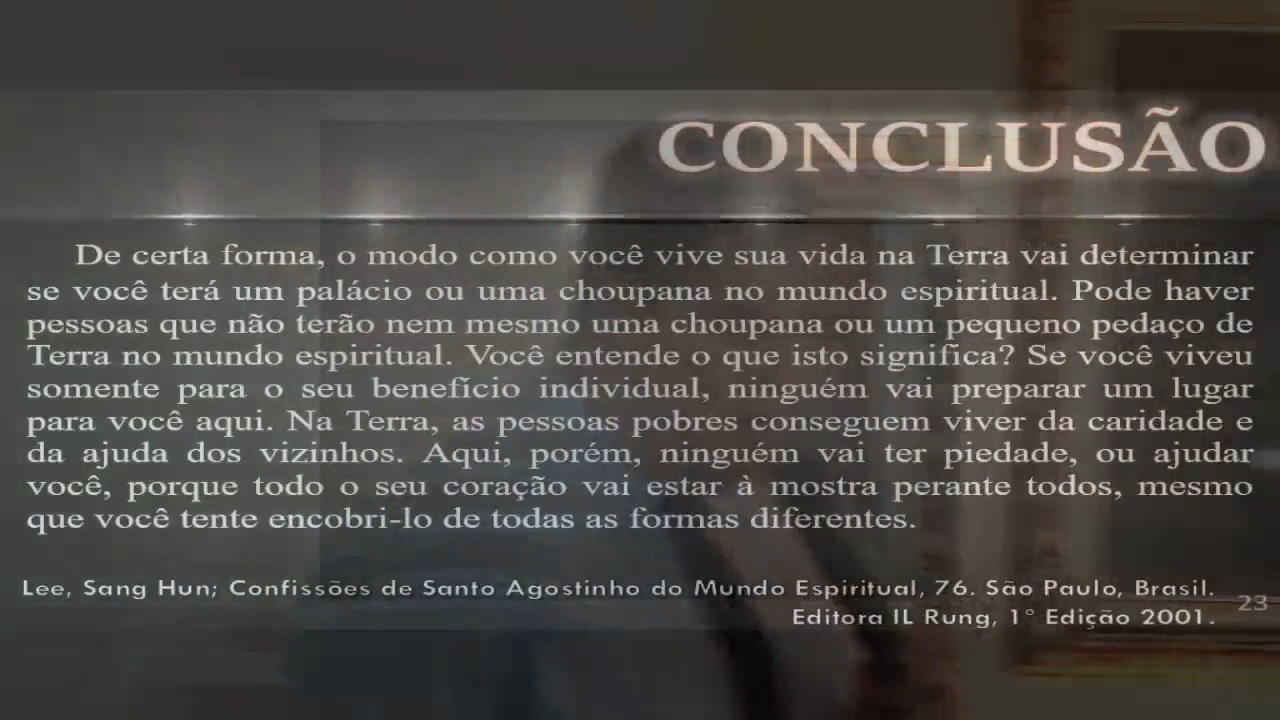 CONCLUSÃO
De certa forma, o modo como você vive sua vida na Terra vai determinar
se você terá um palácio ou uma choupana no mundo espiritual. Pode haver
pessoas que não terão nem mesmo uma choupana ou um pequeno pedaço de
Terra no mundo espiritual. Você entende o que isto significa? Se você viveu
somente para o seu benefício individual, ninguém vai preparar um lugar
para você aqui. Na Terra, as pessoas pobres conseguem viver da caridade e
da ajuda dos vizinhos. Aqui, porém, ninguém vai ter piedade, ou ajudar
você, porque todo o seu coração vai estar à mostra perante todos, mesmo
que você tente encobri-lo de todas as formas diferentes.
Lee, Sang Hun; Confissões de Santo Agostinho do Mundo Espiritual, 76. São Paulo, Brasil.
Editora IL Rung, 1° Edição 2001.
23